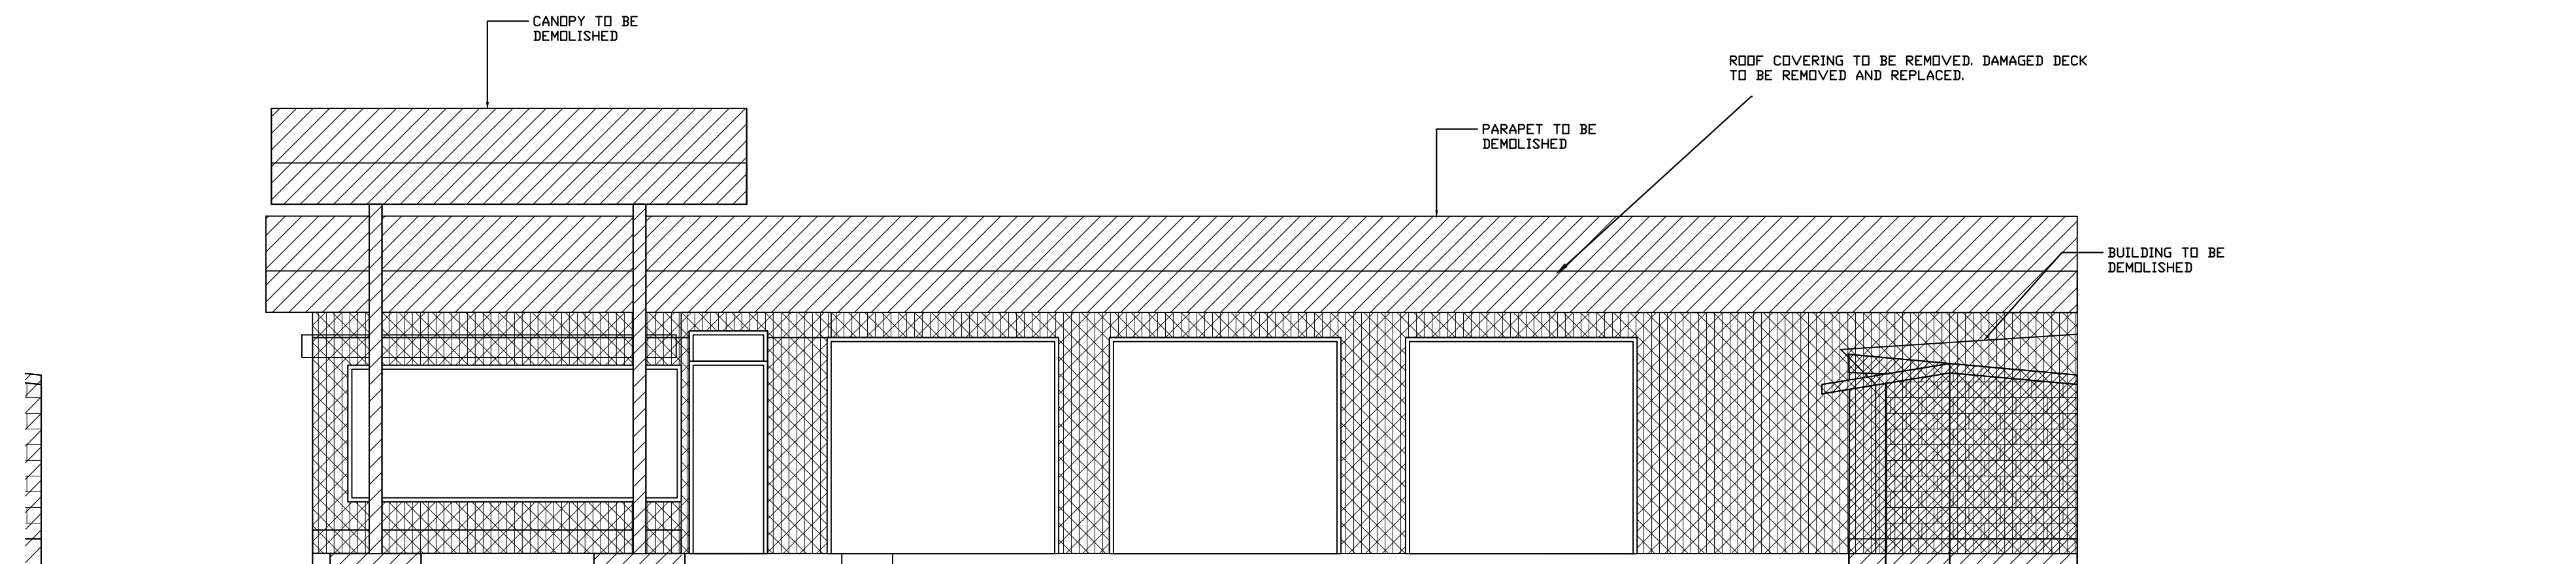 CANOPY TO BE
DEMOLISHED
ROOF COVERING TO BE REMOVED. DAMAGED DECK
TO BE REMOVED AND REPLACED.
PARAPET TO BE
DEMOLISHED
BUILDING TO BE
DEMOLISHED